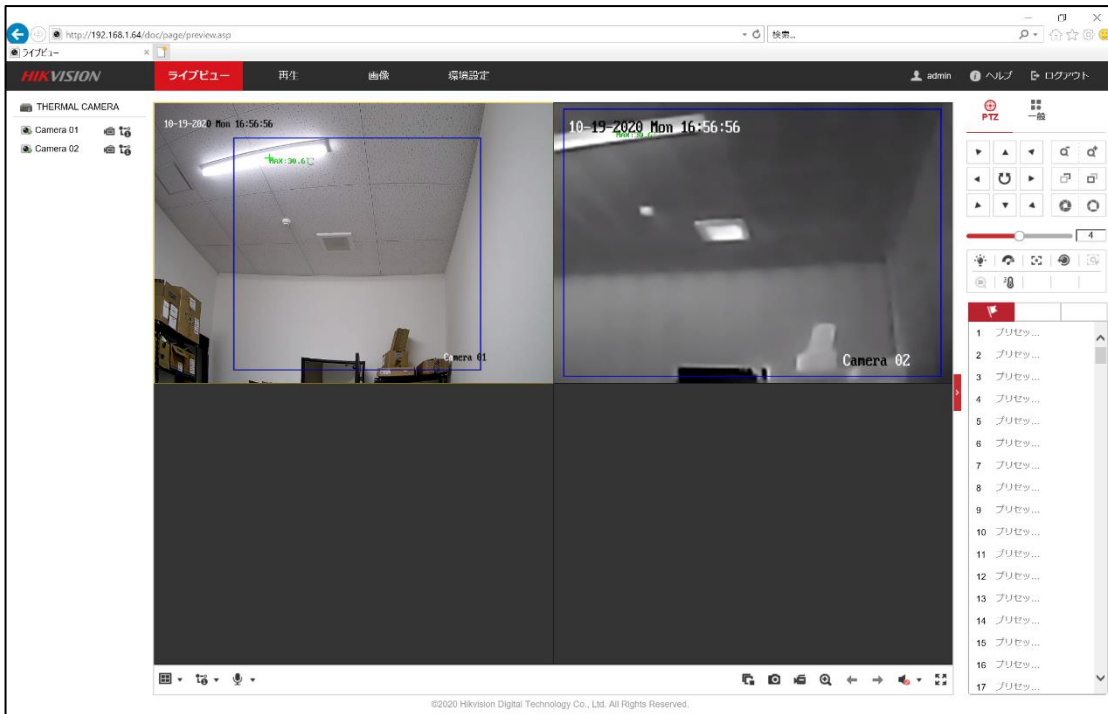 http://192.168.1.64/doc/page/preview.asp
検索...
ライブビュー
HIKVISION
ライブビュー
再生
画像
環境設定
admin
ヘルプ
ログアウト
THERMAL CAMERA
Camera 01
Camera 02
10-19-2020 Mon 16:56:56
MAX:30.6℃
Camera 01
10-19-2020 Mon 16:56:56
Camera 02
PTZ
一般
4
1 プリセッ...
2 プリセッ...
3 プリセッ...
4 プリセッ...
5 プリセッ...
6 プリセッ...
7 プリセッ...
8 プリセッ...
9 プリセッ...
10 プリセッ...
11 プリセッ...
12 プリセッ...
13 プリセッ...
14 プリセッ...
15 プリセッ...
16 プリセッ...
17 プリセッ...
©2020 Hikvision Digital Technology Co., Ltd. All Rights Reserved.